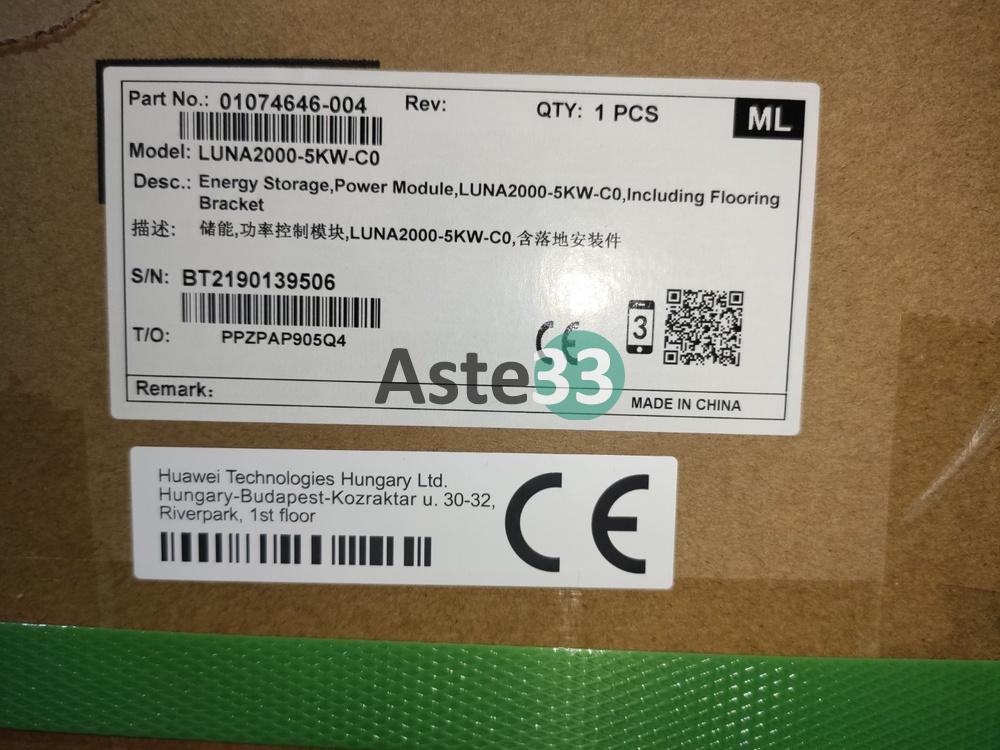 Part No.: 01074646-004 Rev: QTY: 1 PCS ML
Model: LUNA2000-5KW-C0
Desc.: Energy Storage,Power Module,LUNA2000-5KW-C0,Including Flooring
Bracket
描述: 储能,功率控制模块,LUNA2000-5KW-C0,含落地安装件
S/N: BT2190139506
3
T/O: PPZPAP905Q4 CE
Aste33
Remark: MADE IN CHINA
Huawei Technologies Hungary Ltd.
Hungary-Budapest-Kozraktar u. 30-32,
Riverpark, 1st floor
CE